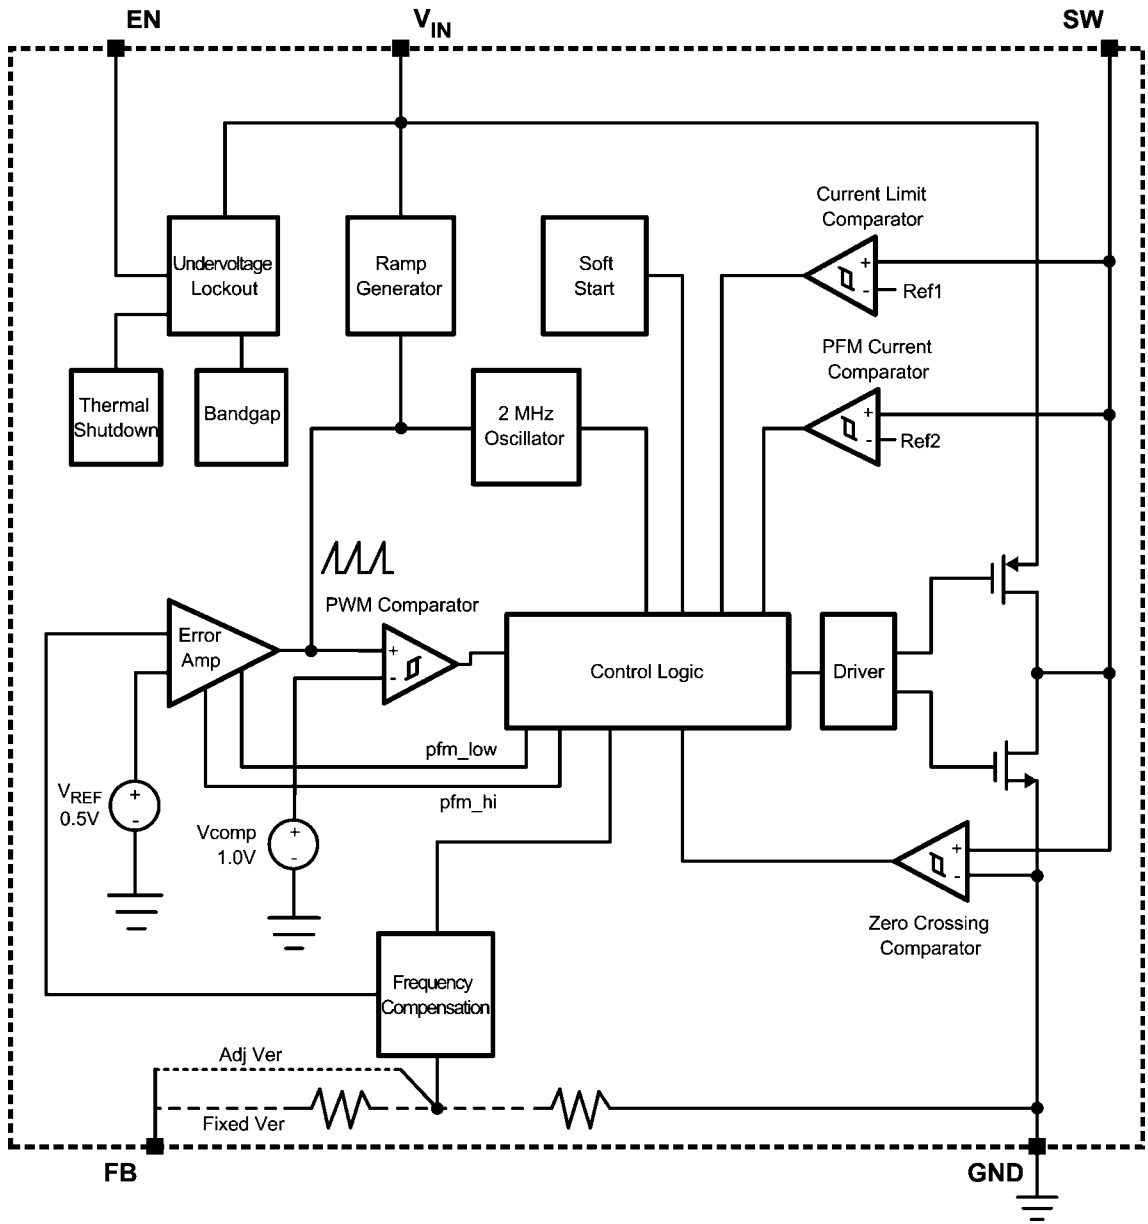 EN
VIN
SW
Current Limit
Comparator
Undervoltage
Lockout
Ramp
Generator
Soft
Start
+
-
Ref1
PFM Current
Comparator
Thermal
Shutdown
Bandgap
2 MHz
Oscillator
+
-
Ref2
PWM Comparator
Error
Amp
+
-
Control Logic
Driver
pfm_low
pfm_hi
VREF
0.5V
+
-
Vcomp
1.0V
+
-
+
-
Zero Crossing
Comparator
Frequency
Compensation
Adj Ver
Fixed Ver
FB
GND